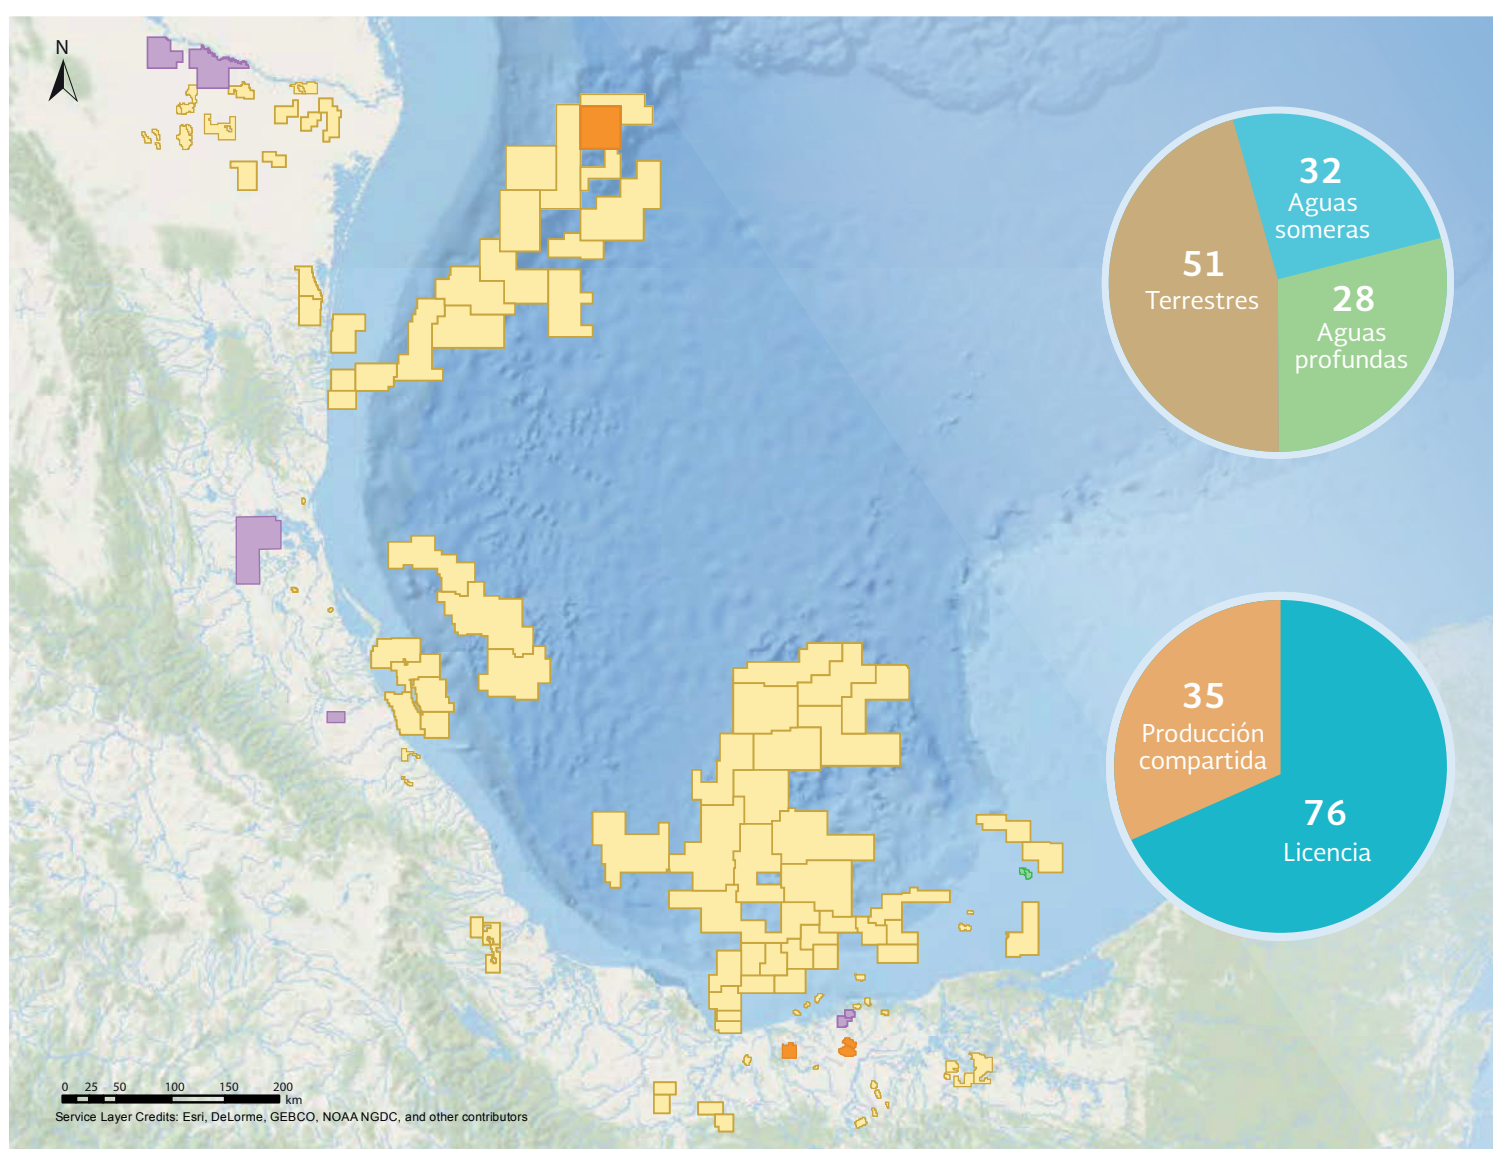 N
32
Aguas
someras
51
Terrestres
28
Aguas
profundas
35
Producción
compartida
76
Licencia
0 25 50 100 150 200
km
Service Layer Credits: Esri, DeLorme, GEBCO, NOAA NGDC, and other contributors